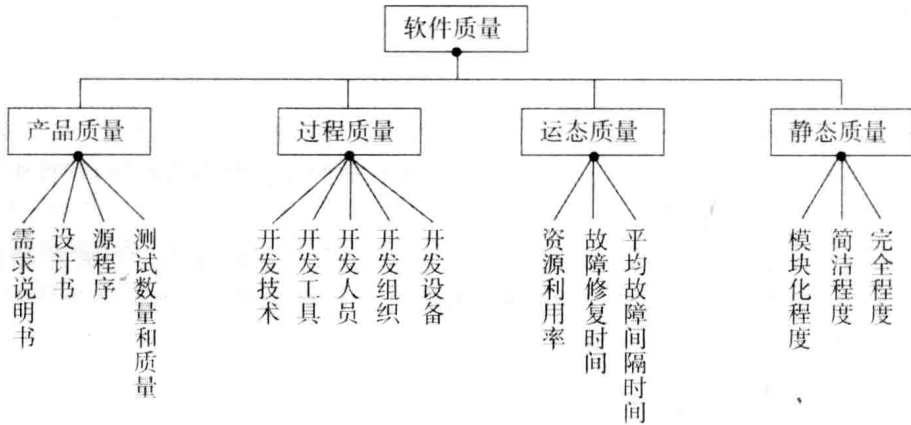 软件质量
产品质量
过程质量
运态质量
静态质量
需求说明书
设计书
源程序
测试数量和质量
开发技术
开发工具
开发人员
开发组织
开发设备
资源利用率
故障修复时间
平均故障间隔时间
模块化程度
简洁程度
完全程度